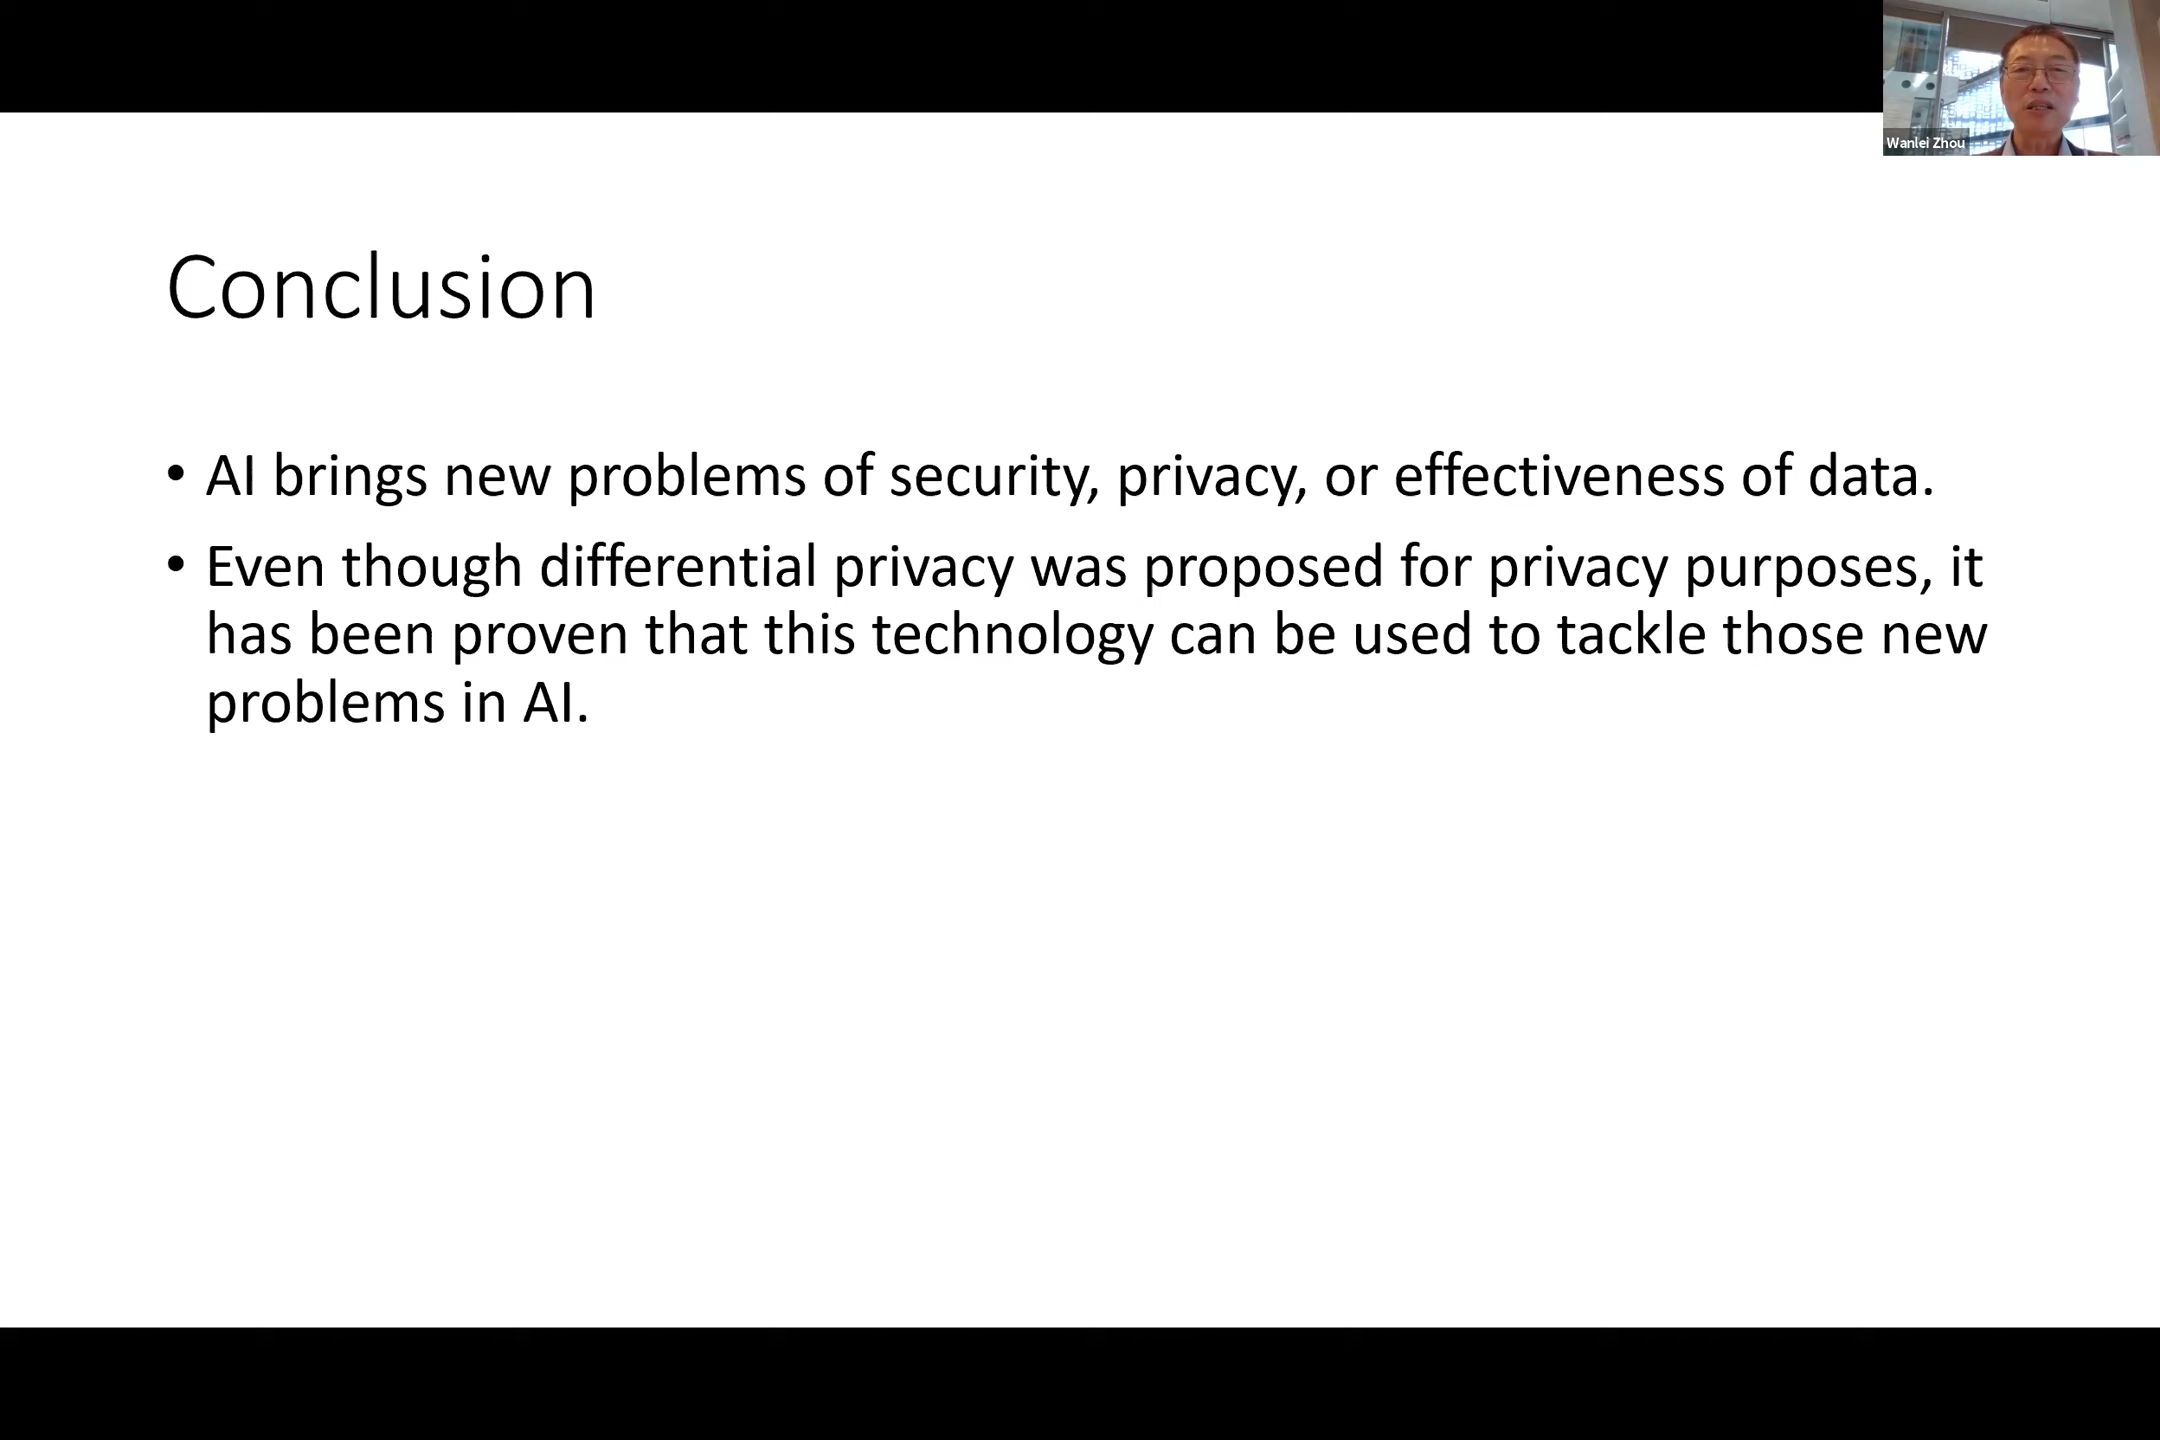 Wanlei Zhou
Conclusion
• AI brings new problems of security, privacy, or effectiveness of data.
• Even though differential privacy was proposed for privacy purposes, it
has been proven that this technology can be used to tackle those new
problems in AI.